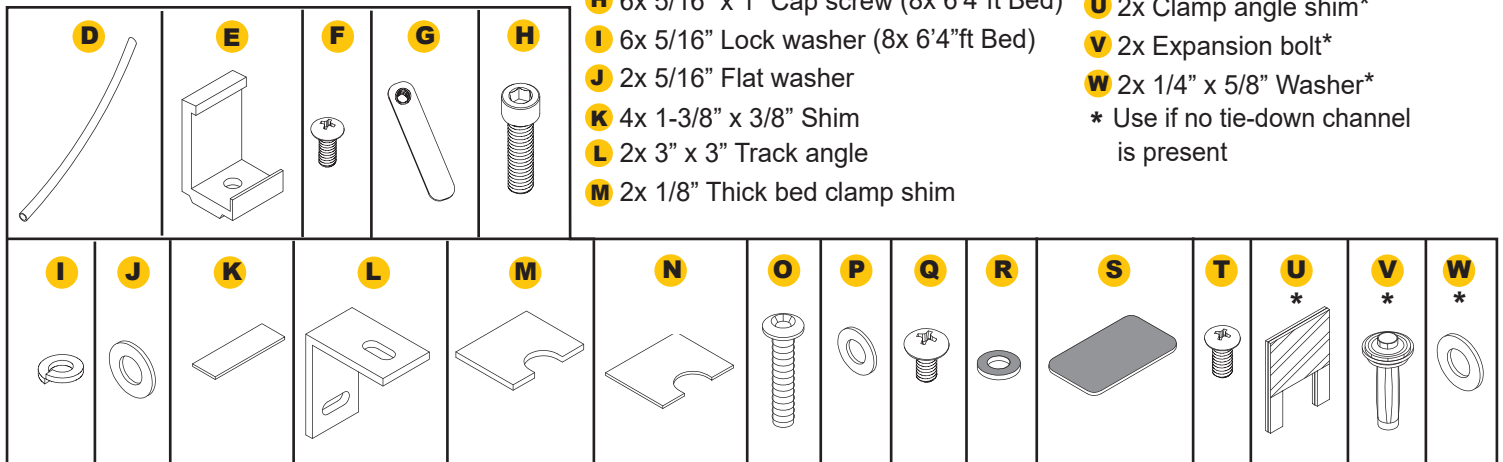 H 6x 5/16” x 1” Cap screw (8x 6’4”ft Bed)
I 6x 5/16” Lock washer (8x 6’4”ft Bed)
J 2x 5/16” Flat washer
K 4x 1-3/8” x 3/8” Shim
L 2x 3” x 3” Track angle
M 2x 1/8” Thick bed clamp shim
U 2x Clamp angle shim*
V 2x Expansion bolt*
W 2x 1/4” x 5/8” Washer*
* Use if no tie-down channel
is present
D E F G H
I J K L M N O P Q R S T U V W
* * *